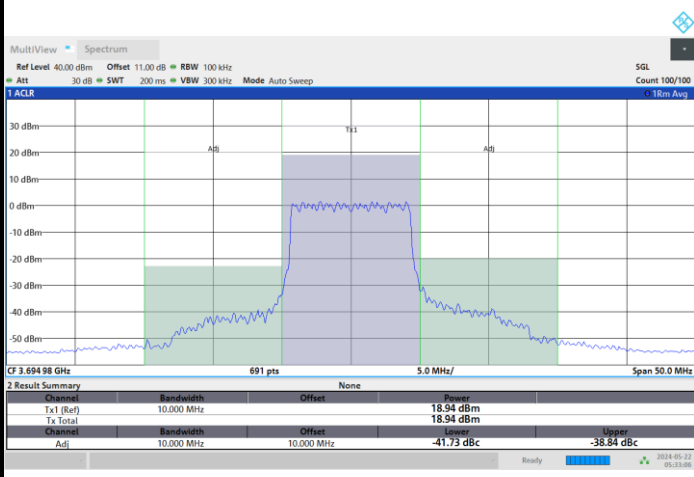 MultiView Spectrum
Ref Level 40.00 dBm Offset 11.00 dB RBW 100 kHz SGL
Att 30 dB SWT 200 ms VBW 300 kHz Mode Auto Sweep Count 100/100
1 ACLR 1Rm Avg
Tx1
Adj Adj
30 dBm
20 dBm
10 dBm
0 dBm
-10 dBm
-20 dBm
-30 dBm
-40 dBm
-50 dBm
CF 3.694 98 GHz 691 pts 5.0 MHz/ Span 50.0 MHz
2 Result Summary None
Channel Bandwidth Offset Power
Tx1 (Ref) 10.000 MHz 18.94 dBm
Tx Total 18.94 dBm
Channel Bandwidth Offset Lower Upper
Adj 10.000 MHz 10.000 MHz -41.73 dBc -38.84 dBc
Ready 2024-05-22
05:33:06